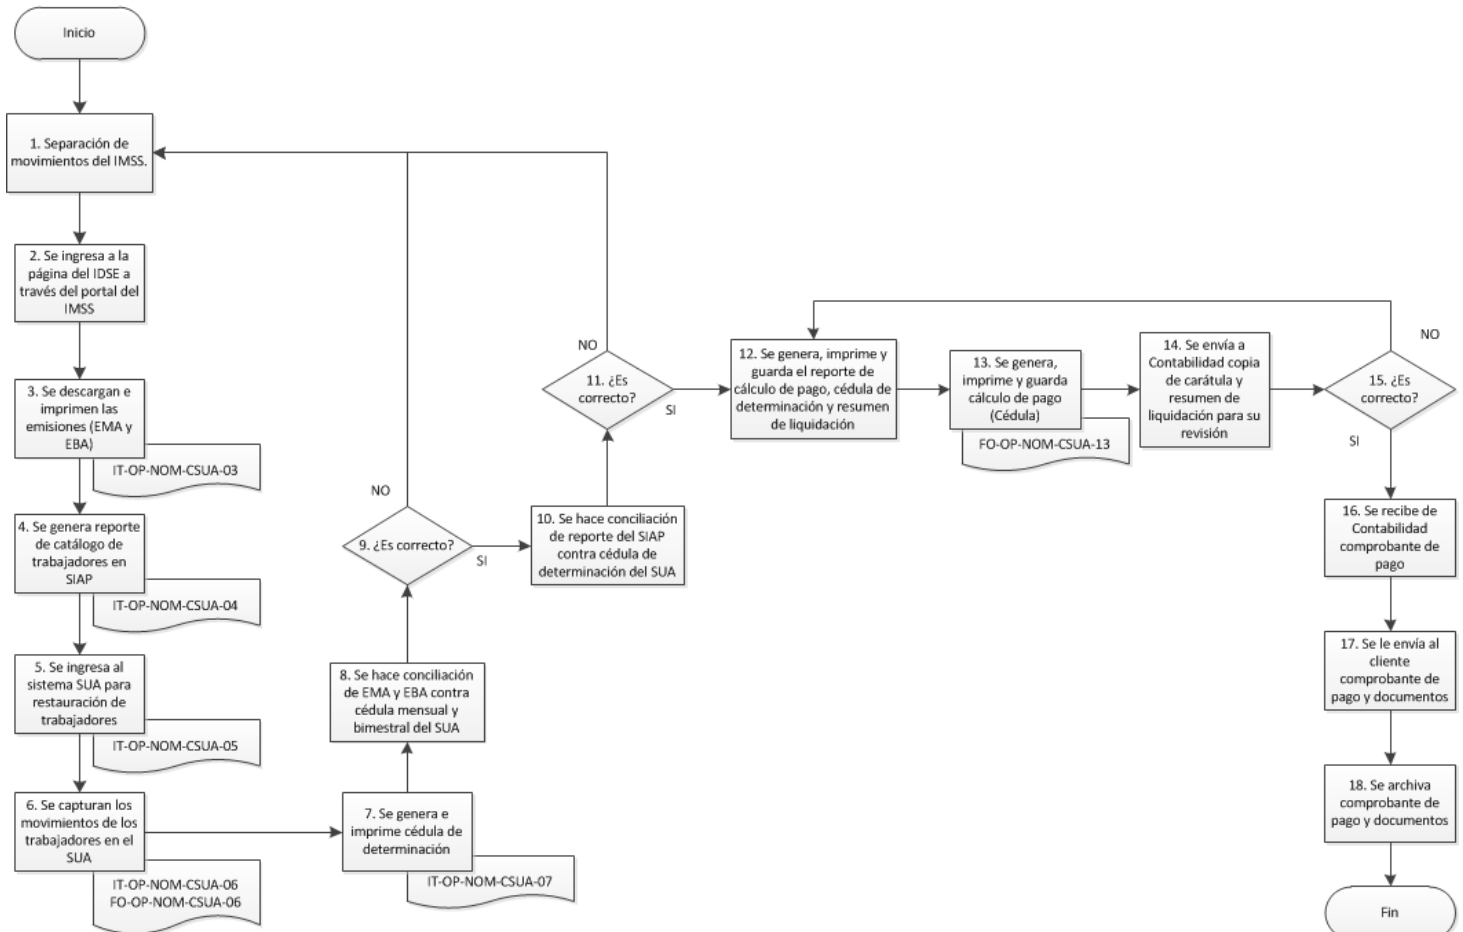 Inicio
1. Separación de
movimientos del IMSS.
2. Se ingresa a la
página del IDSE a
través del portal del
IMSS
3. Se descargan e
imprimen las
emisiones (EMA y
EBA)
IT-OP-NOM-CSUA-03
4. Se genera reporte
de catálogo de
trabajadores en
SIAP
IT-OP-NOM-CSUA-04
5. Se ingresa al
sistema SUA para
restauración de
trabajadores
IT-OP-NOM-CSUA-05
6. Se capturan los
movimientos de los
trabajadores en el
SUA
IT-OP-NOM-CSUA-06
FO-OP-NOM-CSUA-06
7. Se genera e
imprime cédula de
determinación
IT-OP-NOM-CSUA-07
8. Se hace conciliación
de EMA y EBA contra
cédula mensual y
bimestral del SUA
9. ¿Es correcto?
NO
SI
10. Se hace conciliación
de reporte del SIAP
contra cédula de
determinación del SUA
11. ¿Es
correcto?
NO
SI
12. Se genera, imprime y
guarda el reporte de
cálculo de pago, cédula de
determinación y resumen
de liquidación
13. Se genera,
imprime y guarda
cálculo de pago
(Cédula)
FO-OP-NOM-CSUA-13
14. Se envía a
Contabilidad copia
de carátula y
resumen de
liquidación para su
revisión
15. ¿Es
correcto?
NO
SI
16. Se recibe de
Contabilidad
comprobante de
pago
17. Se le envía al
cliente
comprobante de
pago y documentos
18. Se archiva
comprobante de
pago y documentos
Fin